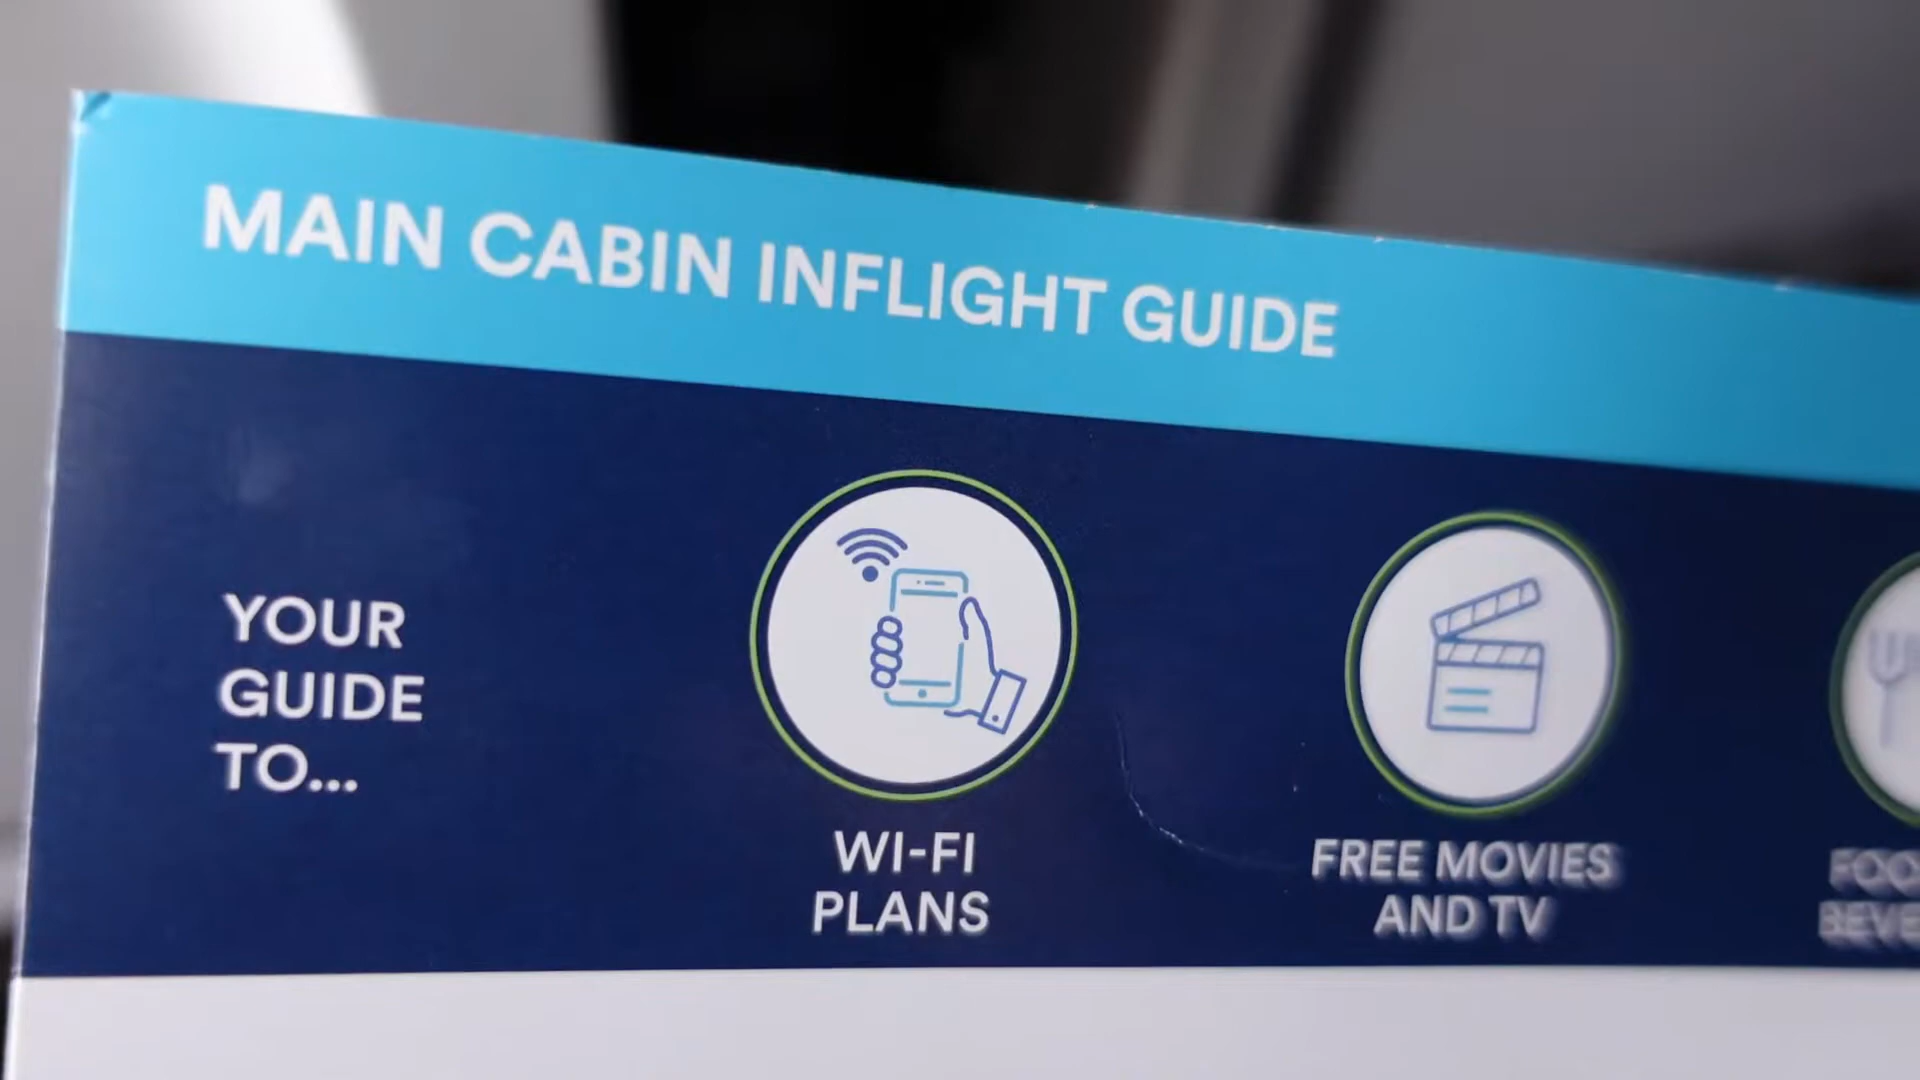 MAIN CABIN INFLIGHT GUIDE
YOUR
GUIDE
TO...
WI-FI
PLANS
FREE MOVIES
AND TV